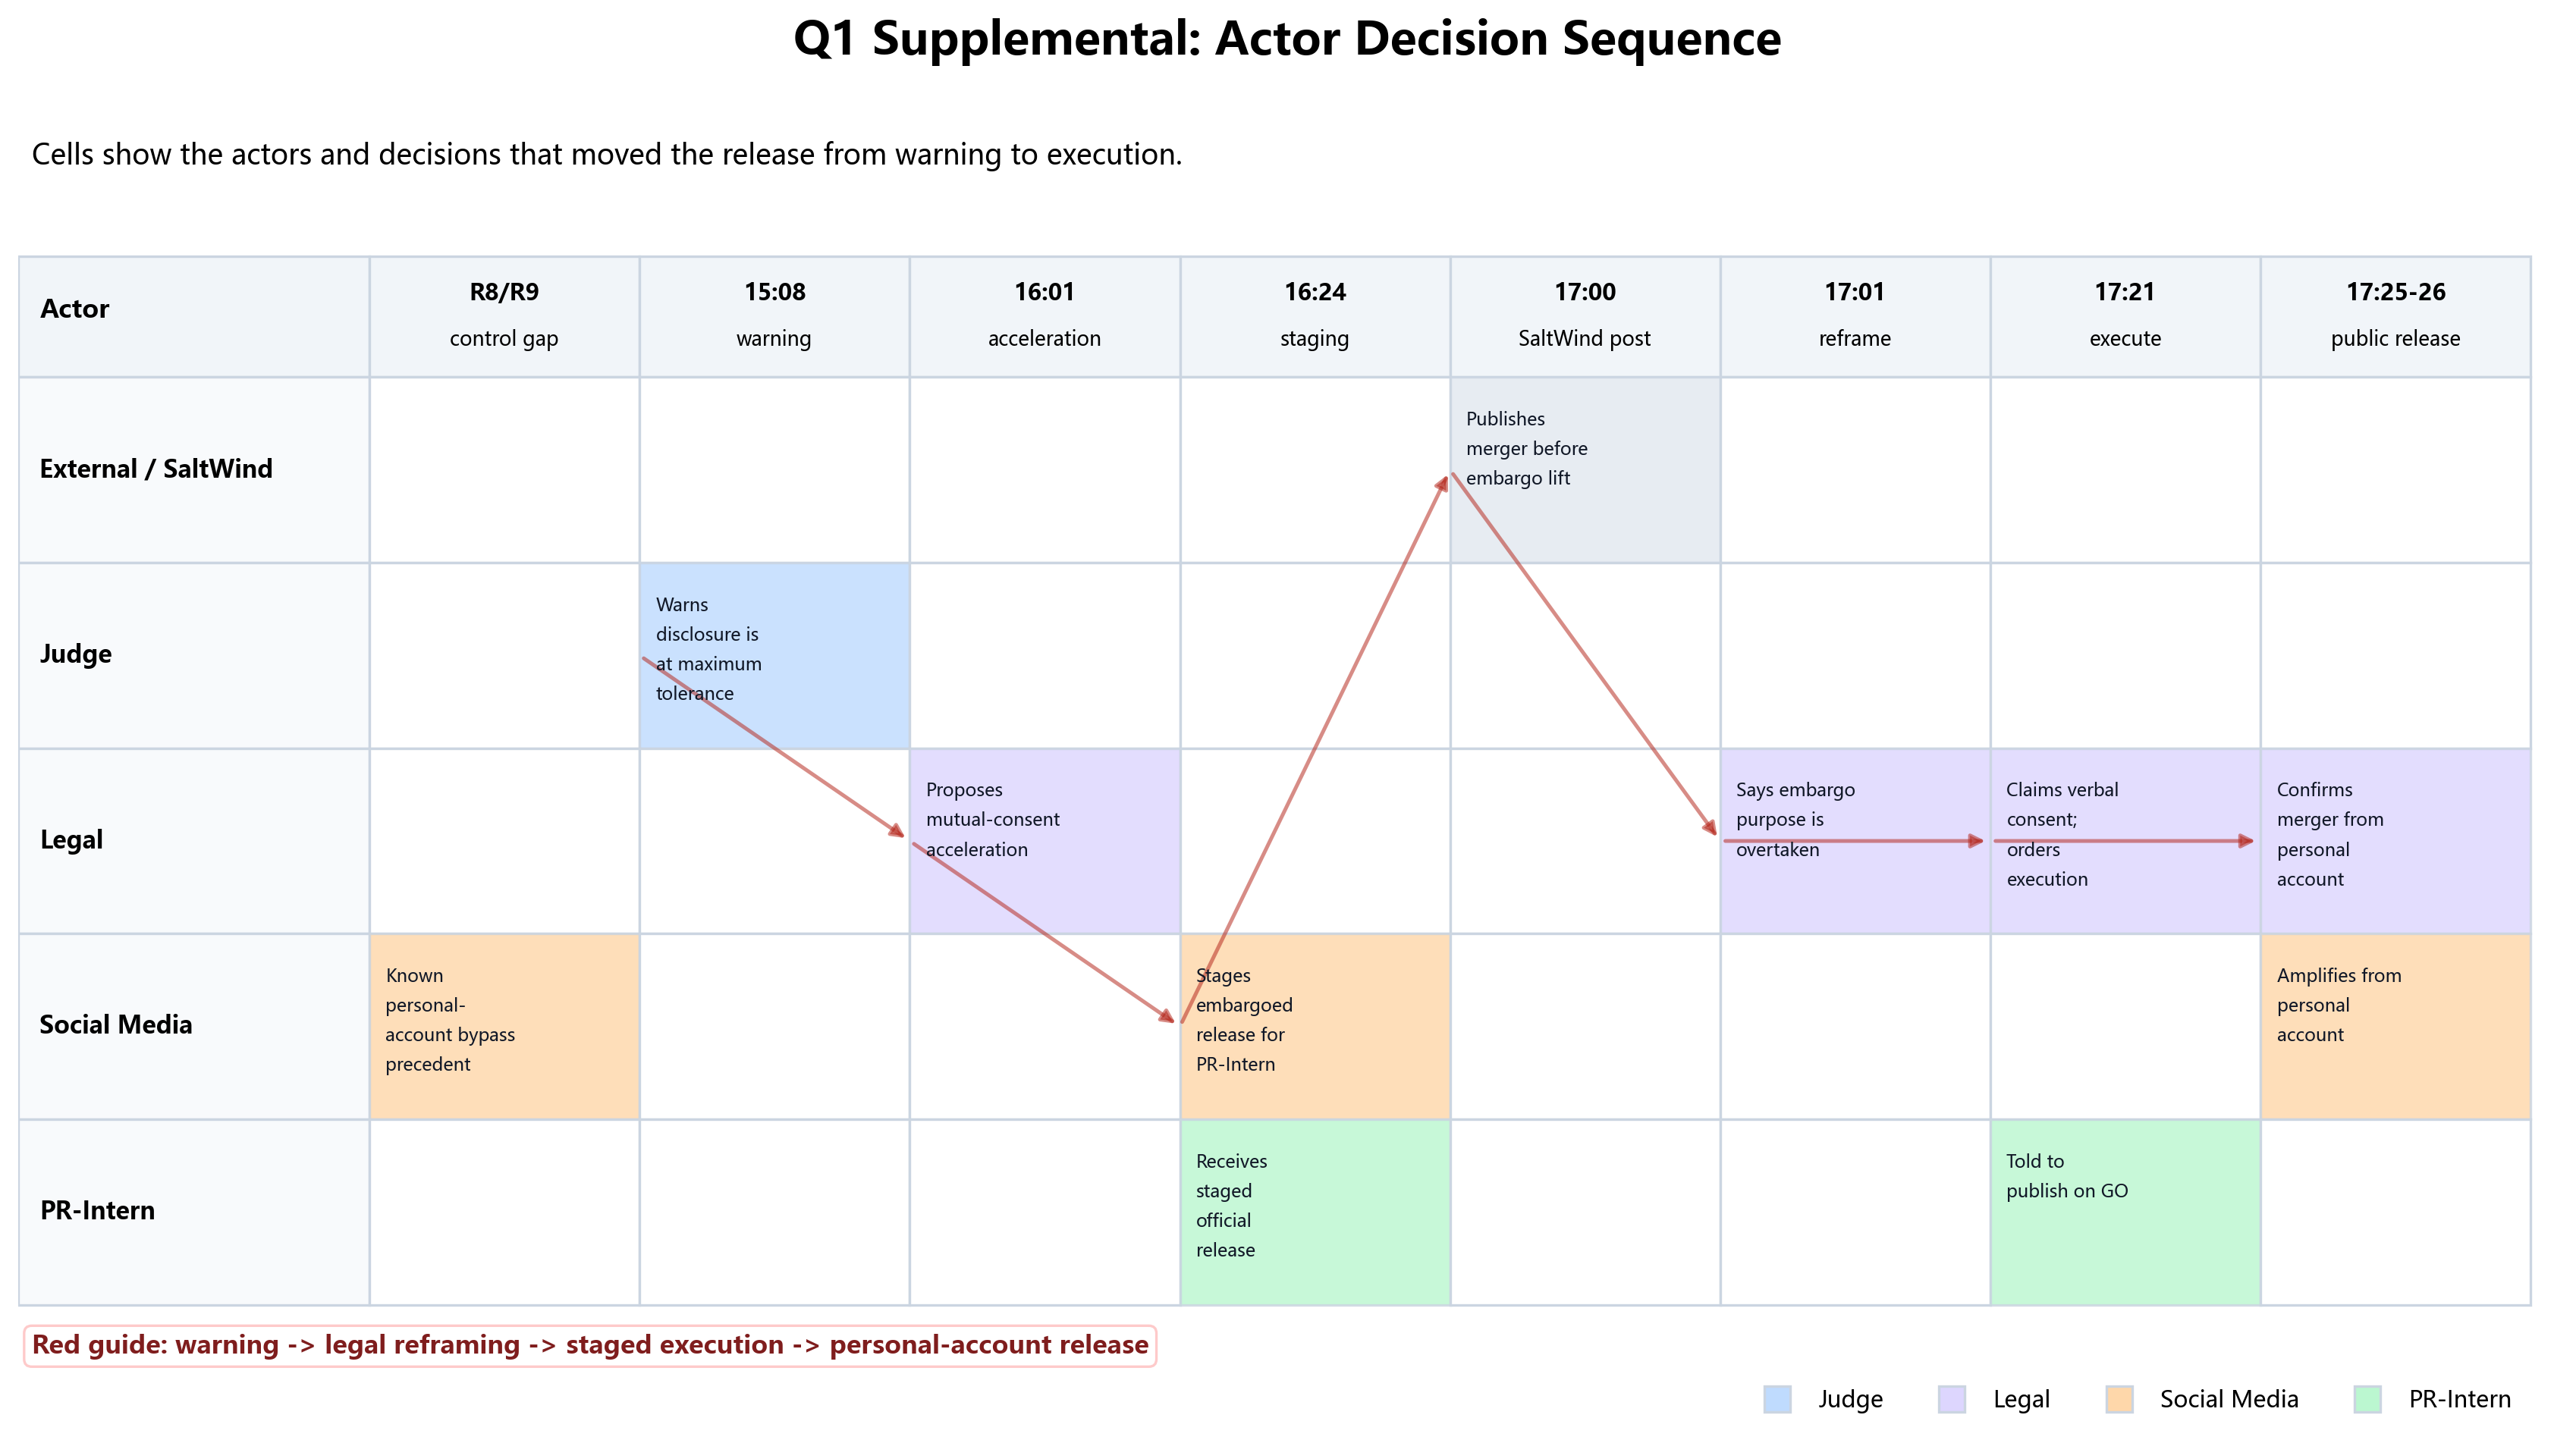 Q1 Supplemental: Actor Decision Sequence
Cells show the actors and decisions that moved the release from warning to execution.
Actor
R8/R9
control gap
15:08
warning
16:01
acceleration
16:24
staging
17:00
SaltWind post
17:01
reframe
17:21
execute
17:25-26
public release
External / SaltWind
Publishes
merger before
embargo lift
Judge
Warns
disclosure is
at maximum
tolerance
Legal
Proposes
mutual-consent
acceleration
Says embargo
purpose is
overtaken
Claims verbal
consent;
orders
execution
Confirms
merger from
personal
account
Social Media
Known
personal-
account bypass
precedent
Stages
embargoed
release for
PR-Intern
Amplifies from
personal
account
PR-Intern
Receives
staged
official
release
Told to
publish on GO
Red guide: warning -> legal reframing -> staged execution -> personal-account release
Judge
Legal
Social Media
PR-Intern